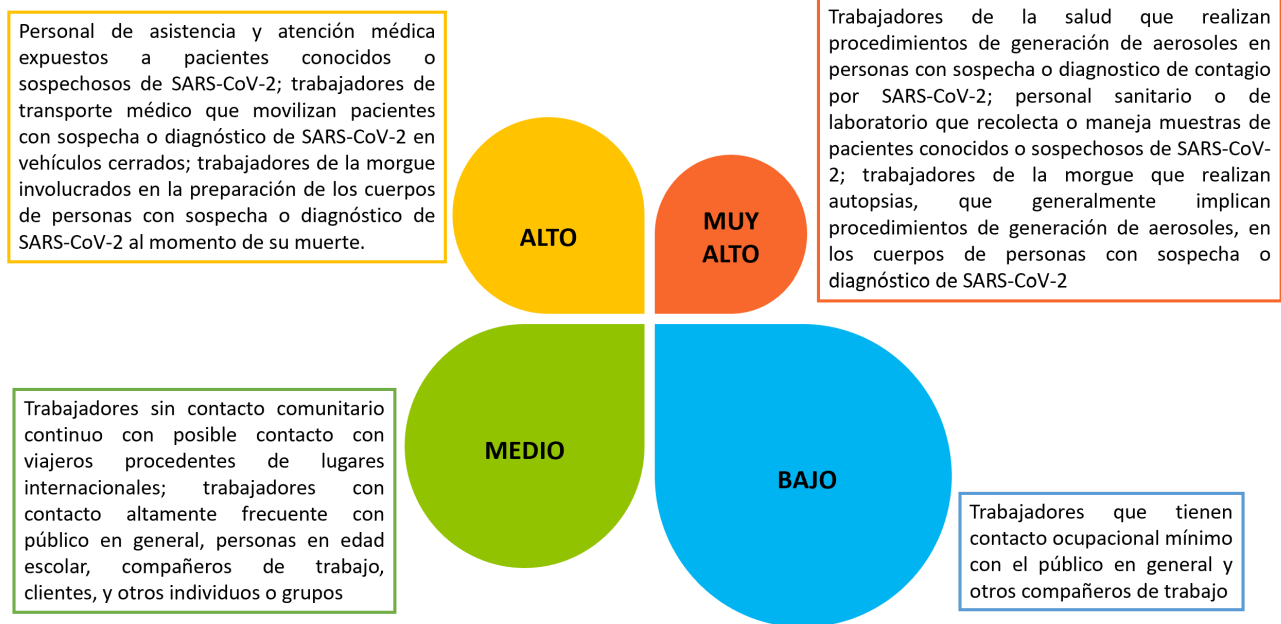 Personal de asistencia y atención médica
expuestos a pacientes conocidos o
sospechosos de SARS-CoV-2; trabajadores de
transporte médico que movilizan pacientes
con sospecha o diagnóstico de SARS-CoV-2 en
vehículos cerrados; trabajadores de la morgue
involucrados en la preparación de los cuerpos
de personas con sospecha o diagnóstico de
SARS-CoV-2 al momento de su muerte.
ALTO
MUY
ALTO
Trabajadores de la salud que realizan
procedimientos de generación de aerosoles en
personas con sospecha o diagnostico de contagio
por SARS-CoV-2; personal sanitario o de
laboratorio que recolecta o maneja muestras de
pacientes conocidos o sospechosos de SARS-CoV-
2; trabajadores de la morgue que realizan
autopsias, que generalmente implican
procedimientos de generación de aerosoles, en
los cuerpos de personas con sospecha o
diagnóstico de SARS-CoV-2
Trabajadores sin contacto comunitario
continuo con posible contacto con
viajeros procedentes de lugares
internacionales; trabajadores con
contacto altamente frecuente con
público en general, personas en edad
escolar, compañeros de trabajo,
clientes, y otros individuos o grupos
MEDIO
BAJO
Trabajadores que tienen
contacto ocupacional mínimo
con el público en general y
otros compañeros de trabajo